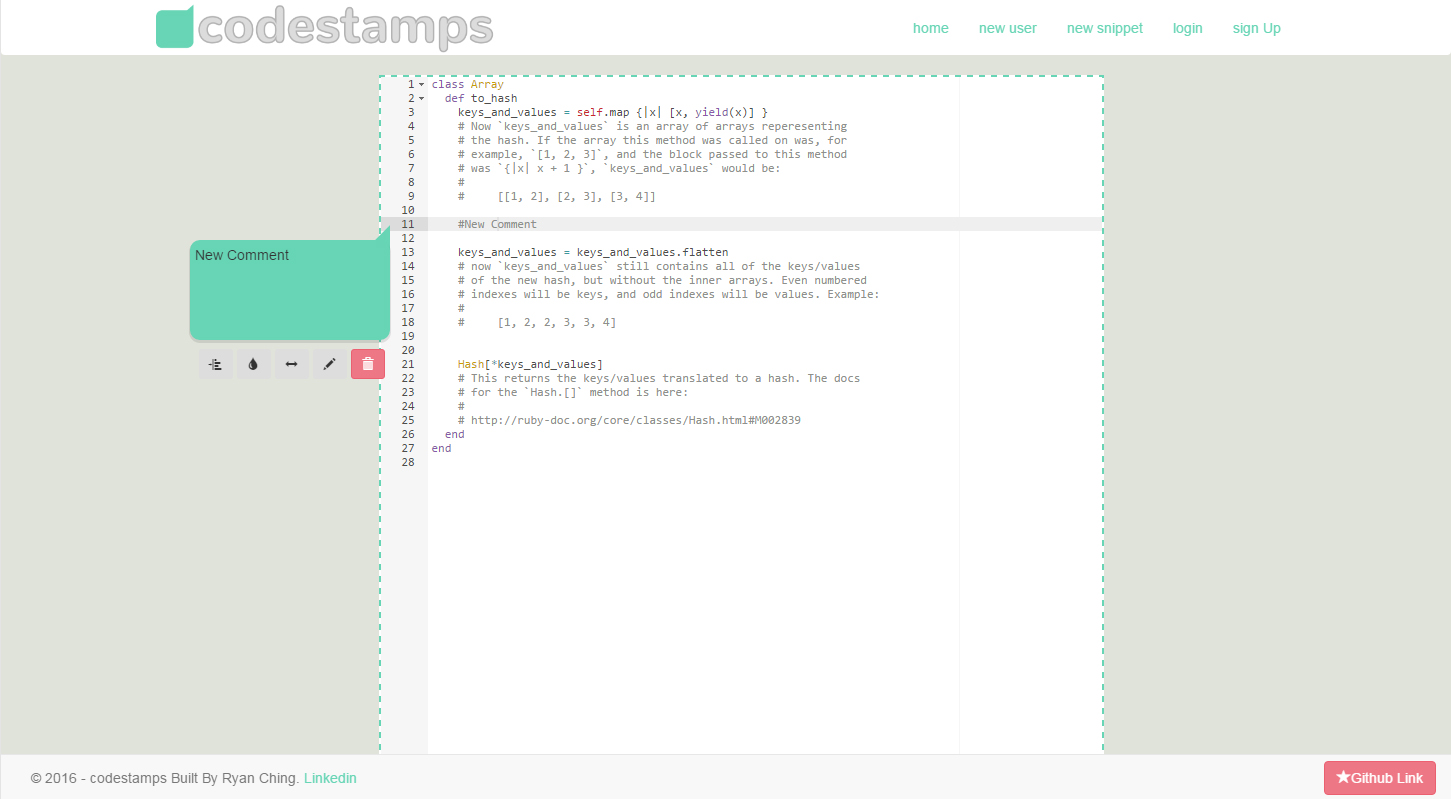 codestamps
home new user new snippet login sign Up
1 class Array
2   def to_hash
3     keys_and_values = self.map {|x| [x, yield(x)] }
4     # Now `keys_and_values` is an array of arrays reperesenting
5     # the hash. If the array this method was called on was, for
6     # example, `[1, 2, 3]`, and the block passed to this method
7     # was `{|x| x + 1 }`, `keys_and_values` would be:
8     #
9     #     [[1, 2], [2, 3], [3, 4]]
10
11     #New Comment
12
New Comment
13     keys_and_values = keys_and_values.flatten
14     # now `keys_and_values` still contains all of the keys/values
15     # of the new hash, but without the inner arrays. Even numbered
16     # indexes will be keys, and odd indexes will be values. Example:
17     #
18     #     [1, 2, 2, 3, 3, 4]
19
20
21     Hash[*keys_and_values]
22     # This returns the keys/values translated to a hash. The docs
23     # for the `Hash.[]` method is here:
24     #
25     # http://ruby-doc.org/core/classes/Hash.html#M002839
26   end
27 end
28
© 2016 - codestamps Built By Ryan Ching. Linkedin
Github Link